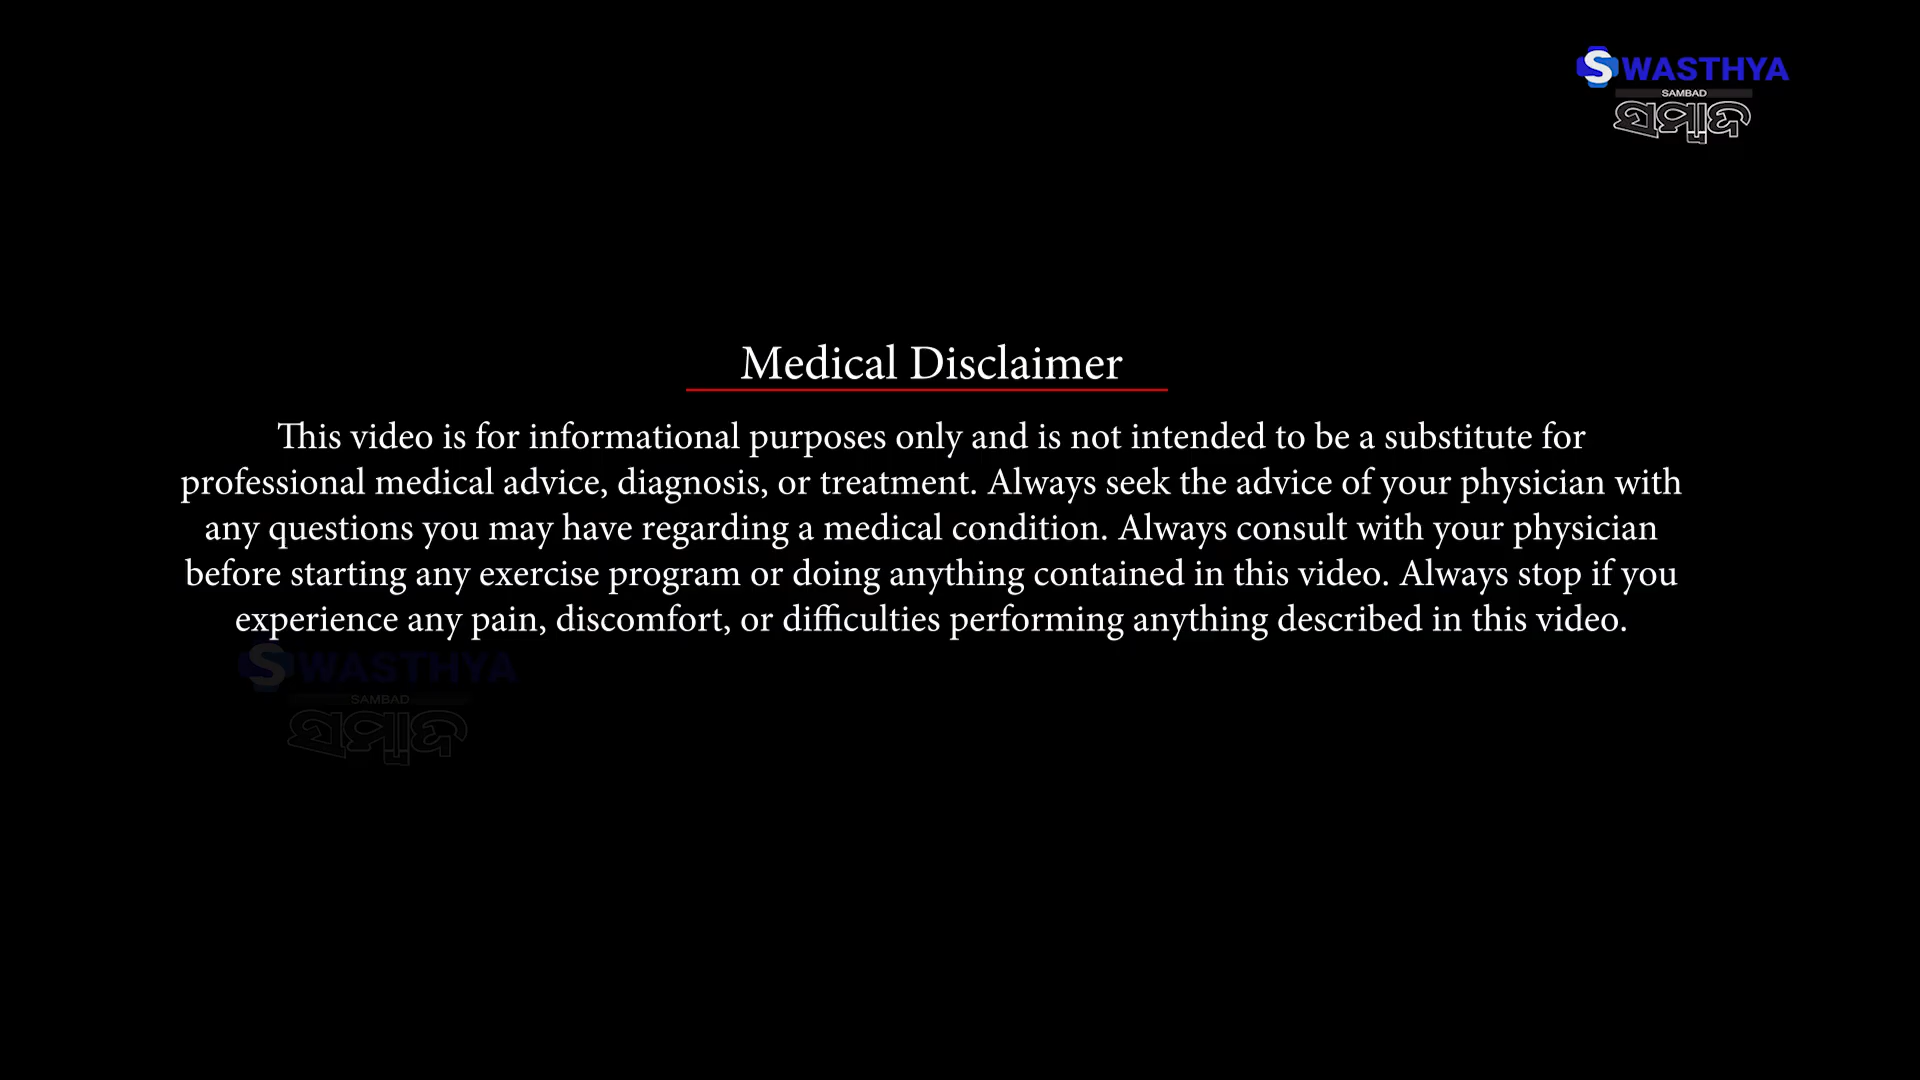 SWASTHYA
SAMBAD
ସମ୍ବାଦ
Medical Disclaimer
This video is for informational purposes only and is not intended to be a substitute for
professional medical advice, diagnosis, or treatment. Always seek the advice of your physician with
any questions you may have regarding a medical condition. Always consult with your physician
before starting any exercise program or doing anything contained in this video. Always stop if you
experience any pain, discomfort, or difficulties performing anything described in this video.
SWASTHYA
SAMBAD
ସମ୍ବାଦ